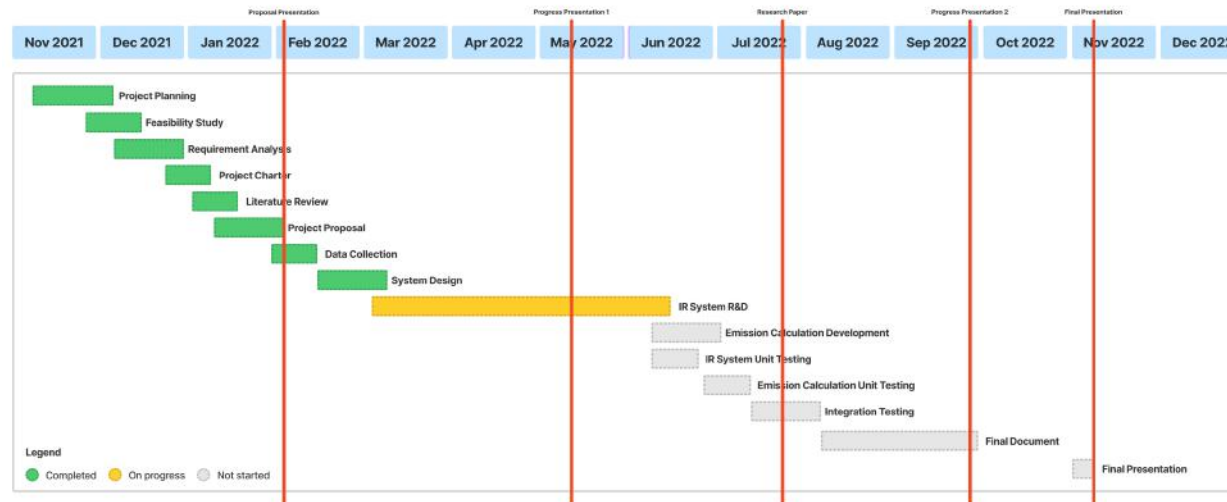 Proposal Presentation
Progress Presentation 1
Research Paper
Progress Presentation 2
Final Presentation
Nov 2021
Dec 2021
Jan 2022
Feb 2022
Mar 2022
Apr 2022
May 2022
Jun 2022
Jul 2022
Aug 2022
Sep 2022
Oct 2022
Nov 2022
Dec 2022
Project Planning
Feasibility Study
Requirement Analysis
Project Charter
Literature Review
Project Proposal
Data Collection
System Design
IR System R&D
Emission Calculation Development
IR System Unit Testing
Emission Calculation Unit Testing
Integration Testing
Final Document
Final Presentation
Legend
Completed
On progress
Not started